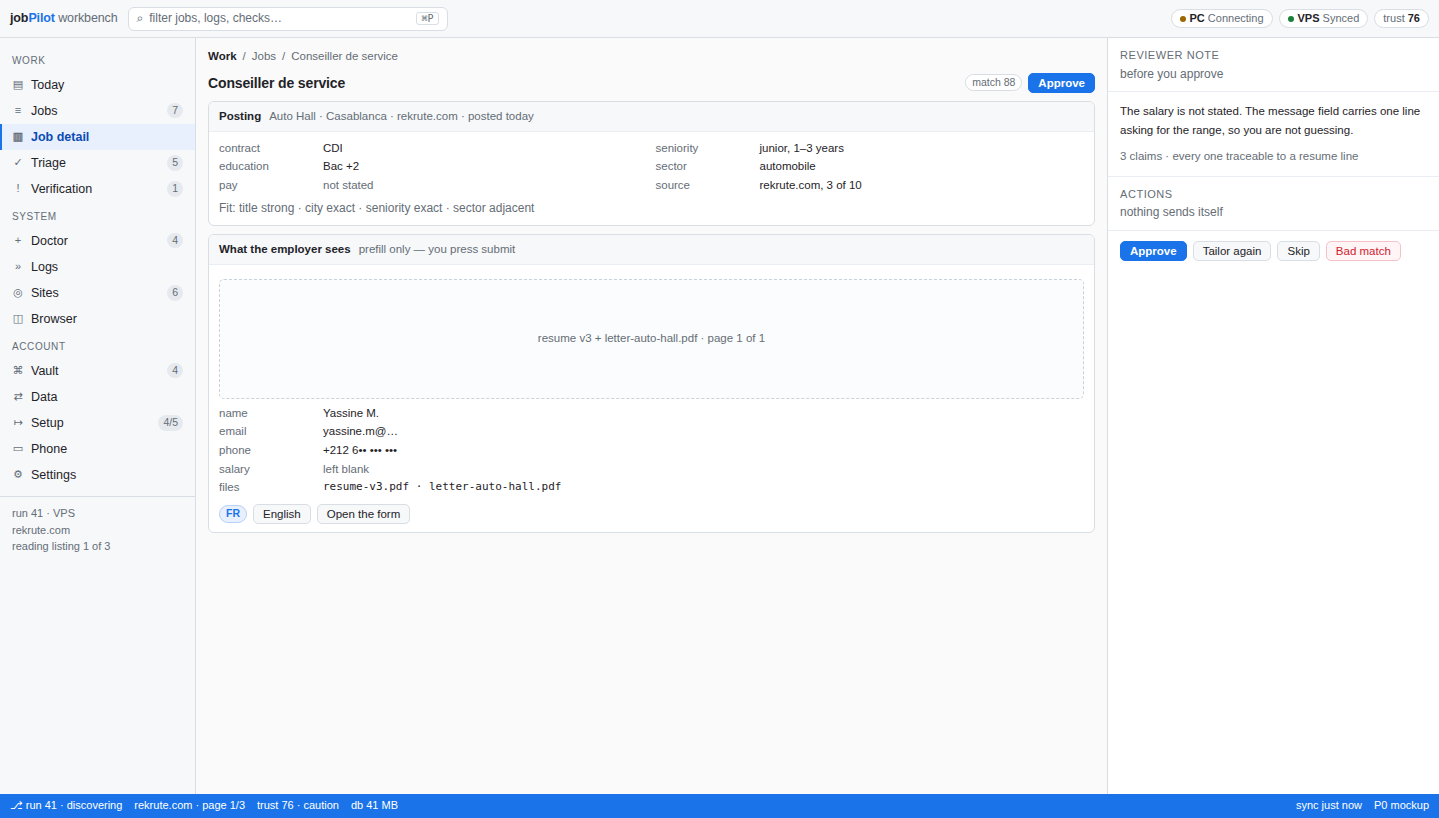 jobPilot workbench
filter jobs, logs, checks…
⌘P
PC Connecting
VPS Synced
trust 76
WORK
Today
Jobs 7
Job detail
Triage 5
Verification 1
SYSTEM
Doctor 4
Logs
Sites 6
Browser
ACCOUNT
Vault 4
Data
Setup 4/5
Phone
Settings
run 41 · VPS
rekrute.com
reading listing 1 of 3
Work / Jobs / Conseiller de service
Conseiller de service
match 88
Approve
Posting Auto Hall · Casablanca · rekrute.com · posted today
contract CDI
seniority junior, 1–3 years
education Bac +2
sector automobile
pay not stated
source rekrute.com, 3 of 10
Fit: title strong · city exact · seniority exact · sector adjacent
What the employer sees prefill only — you press submit
resume v3 + letter-auto-hall.pdf · page 1 of 1
name Yassine M.
email yassine.m@…
phone +212 6•• ••• •••
salary left blank
files resume-v3.pdf · letter-auto-hall.pdf
FR English Open the form
REVIEWER NOTE
before you approve
The salary is not stated. The message field carries one line
asking for the range, so you are not guessing.
3 claims · every one traceable to a resume line
ACTIONS
nothing sends itself
Approve Tailor again Skip Bad match
run 41 · discovering rekrute.com · page 1/3 trust 76 · caution db 41 MB
sync just now P0 mockup